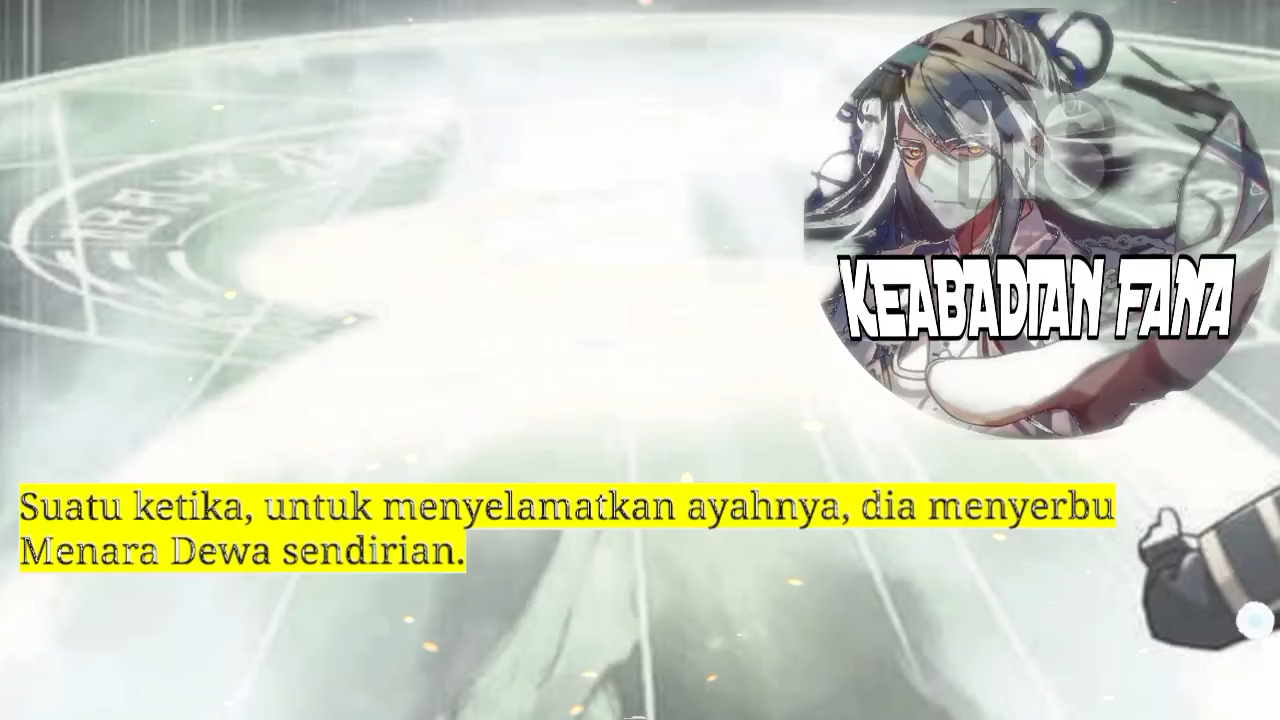 KEABADIAN FANA
Suatu ketika, untuk menyelamatkan ayahnya, dia menyerbu
Menara Dewa sendirian.